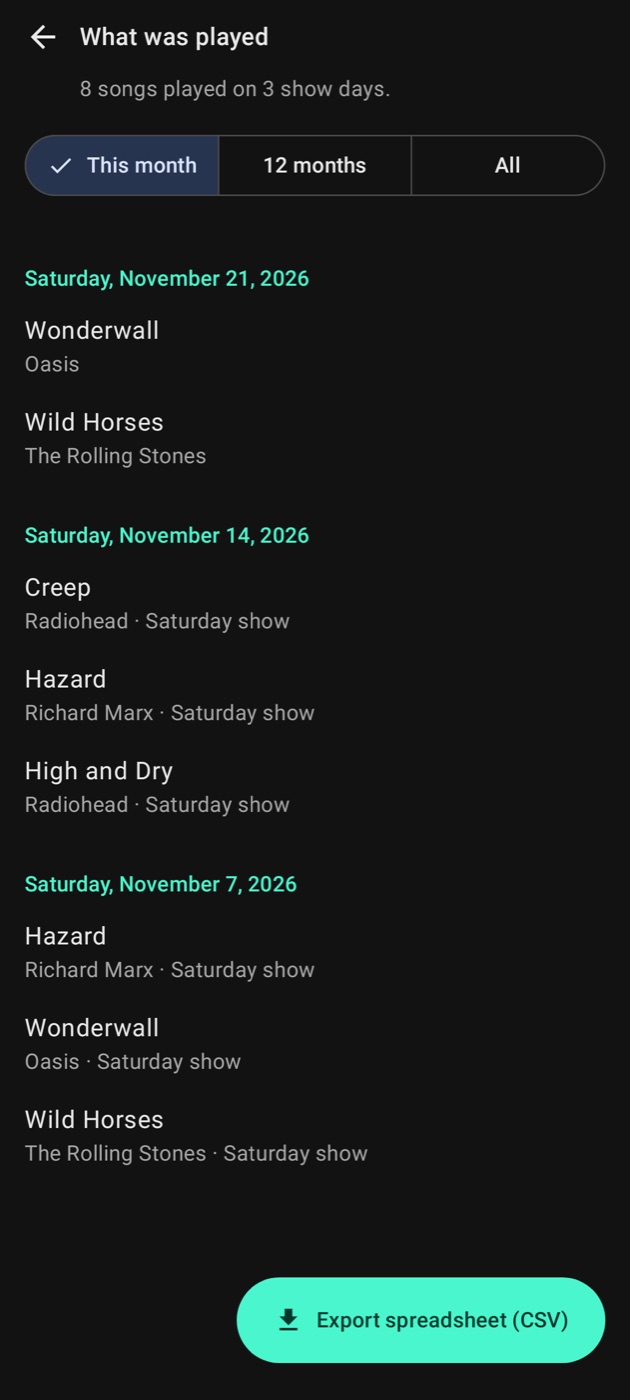 What was played
8 songs played on 3 show days.
This month
12 months
All
Saturday, November 21, 2026
Wonderwall
Oasis
Wild Horses
The Rolling Stones
Saturday, November 14, 2026
Creep
Radiohead · Saturday show
Hazard
Richard Marx · Saturday show
High and Dry
Radiohead · Saturday show
Saturday, November 7, 2026
Hazard
Richard Marx · Saturday show
Wonderwall
Oasis · Saturday show
Wild Horses
The Rolling Stones · Saturday show
Export spreadsheet (CSV)